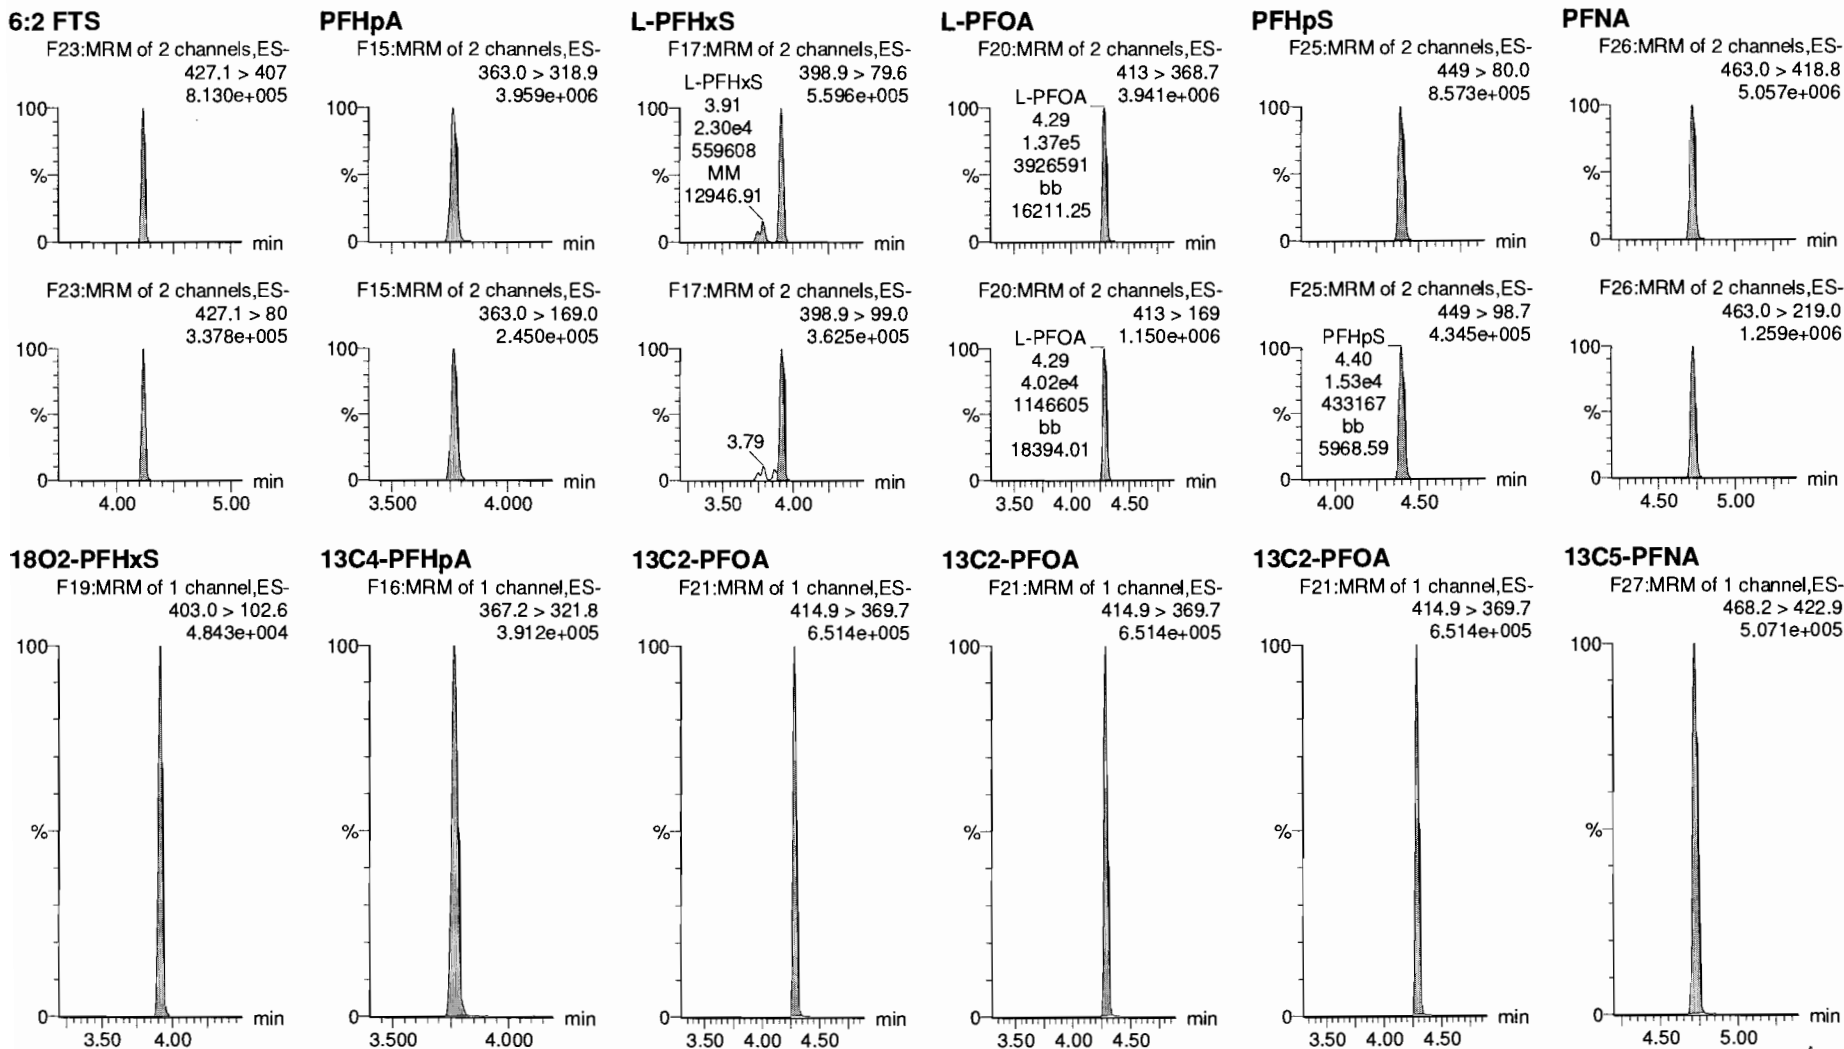 6:2 FTS
F23:MRM of 2 channels,ES-
427.1 > 407
8.130e+005
100
%
0
min
F23:MRM of 2 channels,ES-
427.1 > 80
3.378e+005
100
%
0
min
4.00 5.00
PFHpA
F15:MRM of 2 channels,ES-
363.0 > 318.9
3.959e+006
100
%
0
min
F15:MRM of 2 channels,ES-
363.0 > 169.0
2.450e+005
100
%
0
min
3.500 4.000
L-PFHxS
F17:MRM of 2 channels,ES-
398.9 > 79.6
5.596e+005
L-PFHxS
3.91
2.30e4
559608
MM
12946.91
100
%
0
min
F17:MRM of 2 channels,ES-
398.9 > 99.0
3.625e+005
100
%
3.79
0
min
3.50 4.00
L-PFOA
F20:MRM of 2 channels,ES-
413 > 368.7
3.941e+006
L-PFOA
4.29
1.37e5
3926591
bb
16211.25
100
%
0
min
F20:MRM of 2 channels,ES-
413 > 169
1.150e+006
L-PFOA
4.29
4.02e4
1146605
bb
18394.01
100
%
0
min
3.50 4.00 4.50
PFHpS
F25:MRM of 2 channels,ES-
449 > 80.0
8.573e+005
100
%
0
min
F25:MRM of 2 channels,ES-
449 > 98.7
4.345e+005
PFHpS
4.40
1.53e4
433167
bb
5968.59
100
%
0
min
4.00 4.50
PFNA
F26:MRM of 2 channels,ES-
463.0 > 418.8
5.057e+006
100
%
0
min
F26:MRM of 2 channels,ES-
463.0 > 219.0
1.259e+006
100
%
0
min
4.50 5.00
18O2-PFHxS
F19:MRM of 1 channel,ES-
403.0 > 102.6
4.843e+004
100
%
0
min
3.50 4.00
13C4-PFHpA
F16:MRM of 1 channel,ES-
367.2 > 321.8
3.912e+005
100
%
0
min
3.500 4.000
13C2-PFOA
F21:MRM of 1 channel,ES-
414.9 > 369.7
6.514e+005
100
%
0
min
3.50 4.00 4.50
13C2-PFOA
F21:MRM of 1 channel,ES-
414.9 > 369.7
6.514e+005
100
%
0
min
3.50 4.00 4.50
13C2-PFOA
F21:MRM of 1 channel,ES-
414.9 > 369.7
6.514e+005
100
%
0
min
3.50 4.00 4.50
13C5-PFNA
F27:MRM of 1 channel,ES-
468.2 > 422.9
5.071e+005
100
%
0
min
4.50 5.00